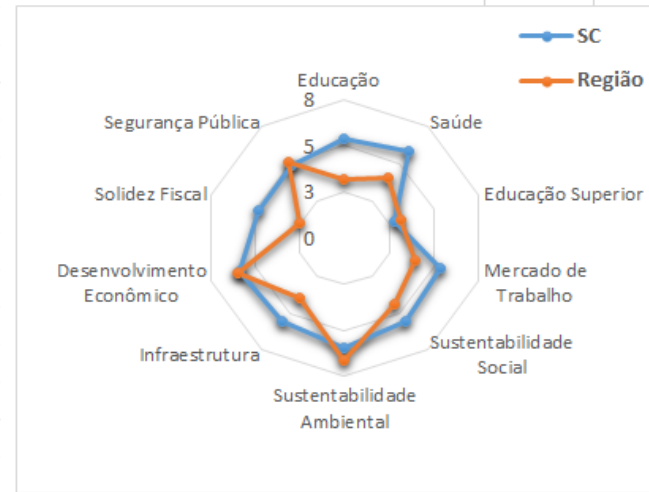 SC
Região
Educação
8
5
3
0
Saúde
Educação Superior
Mercado de
Trabalho
Sustentabilidade
Social
Sustentabilidade
Ambiental
Infraestrutura
Desenvolvimento
Econômico
Solidez Fiscal
Segurança Pública